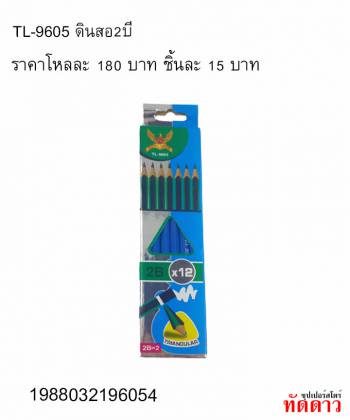 TL-9605 ดินสอ2บี
ราคาโหลละ 180 บาท ชิ้นละ 15 บาท
TL-9605
2B x12
TRIANGULAR
2B=2
1988032196054
ซุปเปอร์สโตร์
ทัดดาว